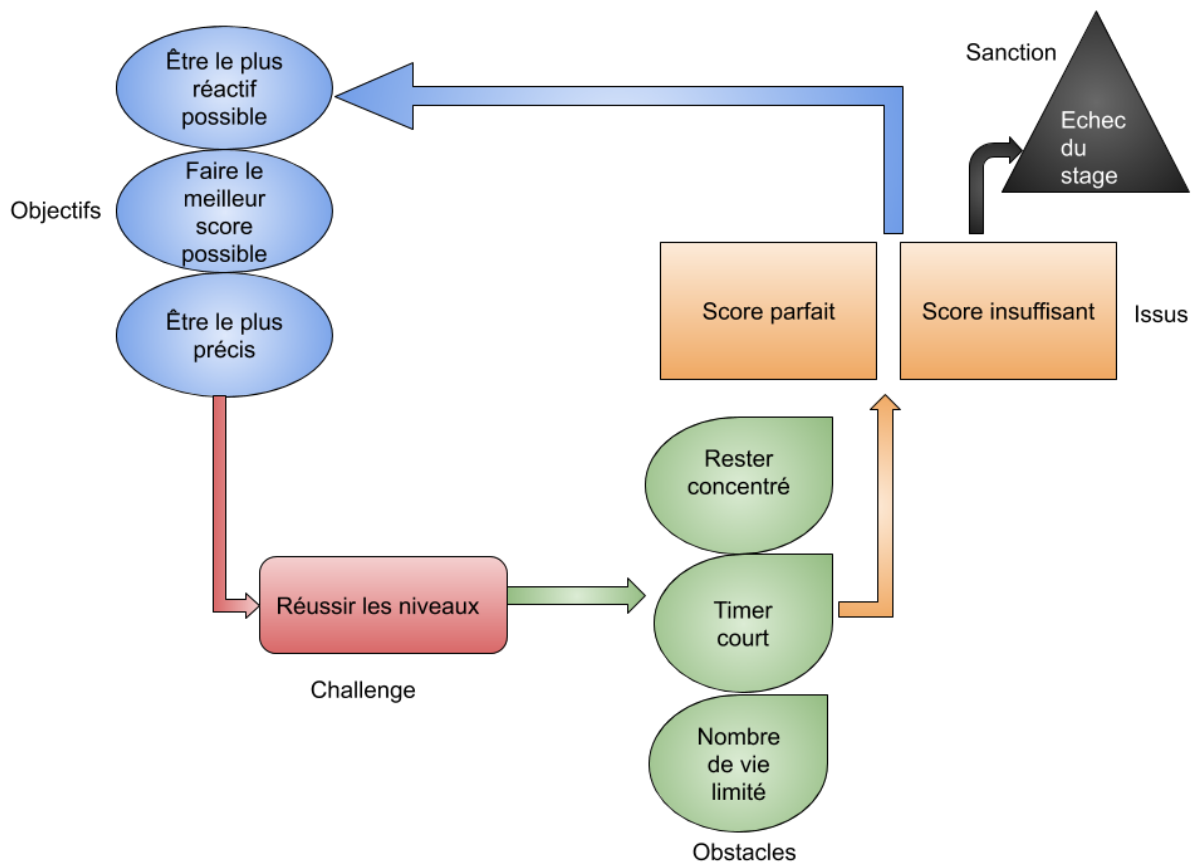 Être le plus
réactif
possible
Objectifs
Faire le
meilleur
score
possible
Être le plus
précis
Réussir les niveaux
Challenge
Rester
concentré
Timer
court
Nombre
de vie
limité
Obstacles
Score parfait
Score insuffisant
Issus
Sanction
Echec
du
stage